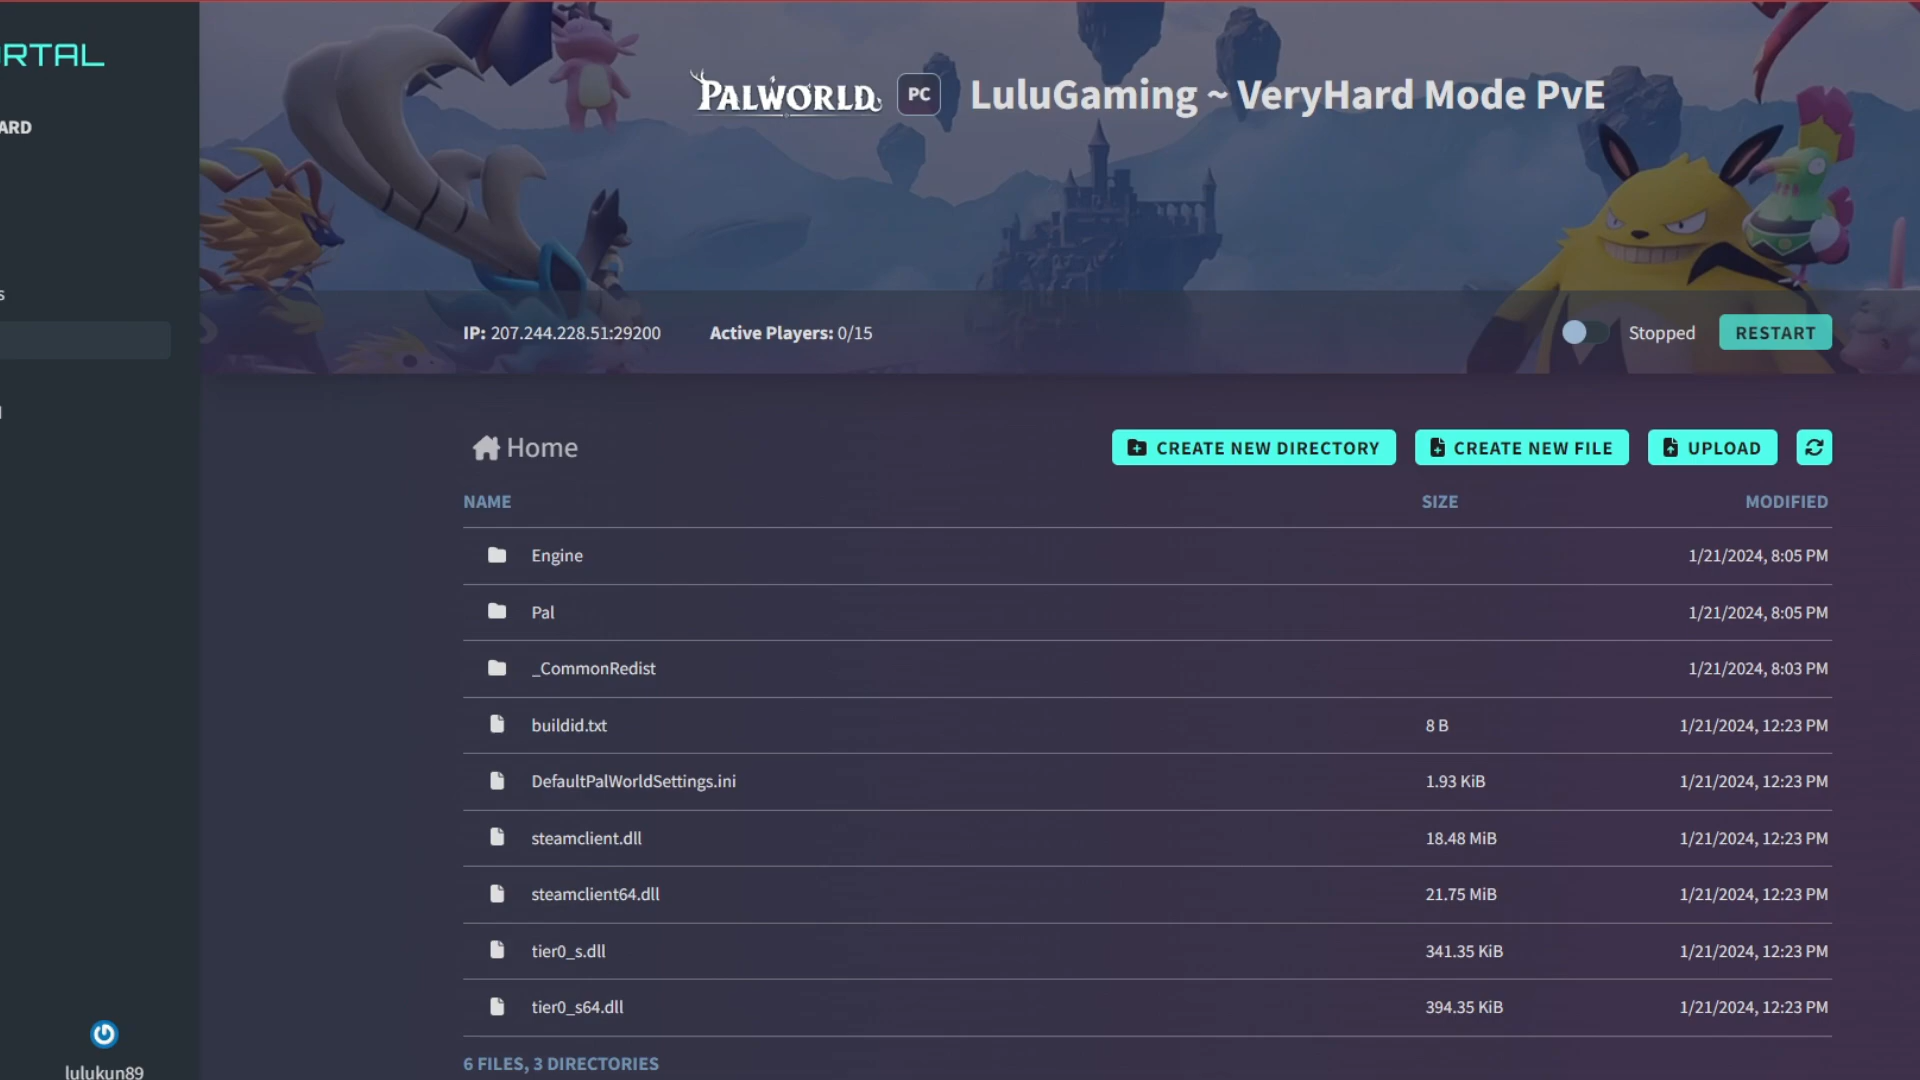 RTAL
ARD
s
PALWORLD PC LuluGaming ~ VeryHard Mode PvE
IP: 207.244.228.51:29200 Active Players: 0/15 Stopped RESTART
Home CREATE NEW DIRECTORY CREATE NEW FILE UPLOAD
NAME SIZE MODIFIED
Engine 1/21/2024, 8:05 PM
Pal 1/21/2024, 8:05 PM
_CommonRedist 1/21/2024, 8:03 PM
buildid.txt 8 B 1/21/2024, 12:23 PM
DefaultPalWorldSettings.ini 1.93 KiB 1/21/2024, 12:23 PM
steamclient.dll 18.48 MiB 1/21/2024, 12:23 PM
steamclient64.dll 21.75 MiB 1/21/2024, 12:23 PM
tier0_s.dll 341.35 KiB 1/21/2024, 12:23 PM
tier0_s64.dll 394.35 KiB 1/21/2024, 12:23 PM
6 FILES, 3 DIRECTORIES
lulukun89